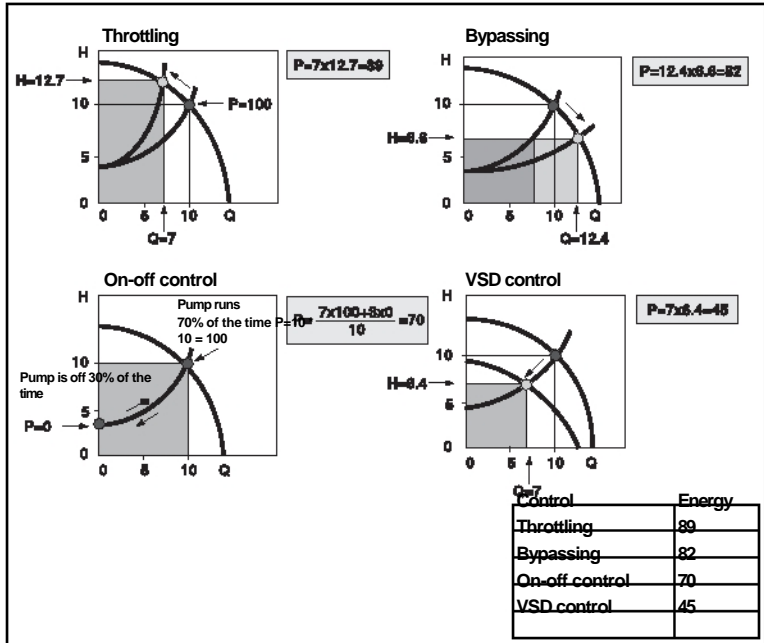 Throttling
H
H=12.7
10
5
0
0 5 10 Q
Q=7
P=100
P=7x12.7=89
Bypassing
H
10
H=6.6
5
0
0 5 10 Q
Q=12.4
P=12.4x6.6=82
On-off control
H
Pump runs
70% of the time P=10
10 = 100
P= 7x100+3x0 =70
10
10
Pump is off 30% of the
time
5
P=0
0
0 5 10 Q
VSD control
H
10
H=6.4
5
0
0 5 10 Q
Q=7
P=7x6.4=45
Control Energy
Throttling 89
Bypassing 82
On-off control 70
VSD control 45